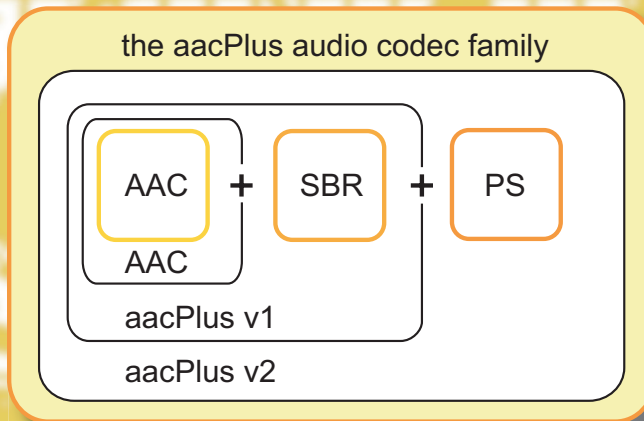 the aacPlus audio codec family
AAC + SBR + PS
AAC
aacPlus v1
aacPlus v2